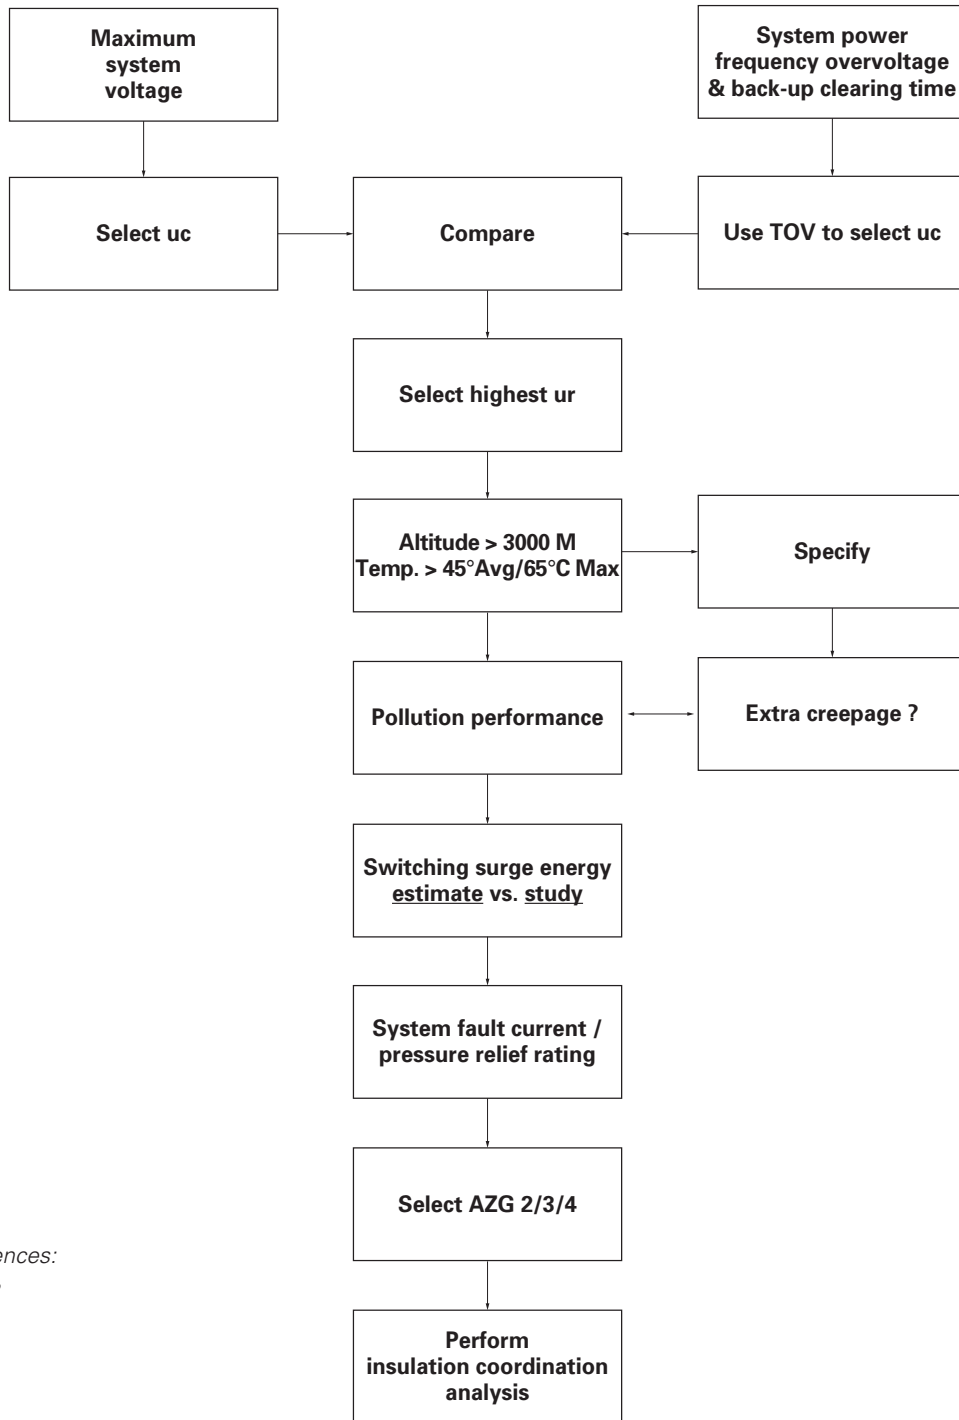 Maximum
system
voltage
System power
frequency overvoltage
& back-up clearing time
Select uc
Compare
Use TOV to select uc
Select highest ur
Altitude > 3000 M
Temp. > 45°Avg/65°C Max
Specify
Pollution performance
Extra creepage ?
Switching surge energy
estimate vs. study
System fault current /
pressure relief rating
Select AZG 2/3/4
ences:
Perform
insulation coordination
analysis